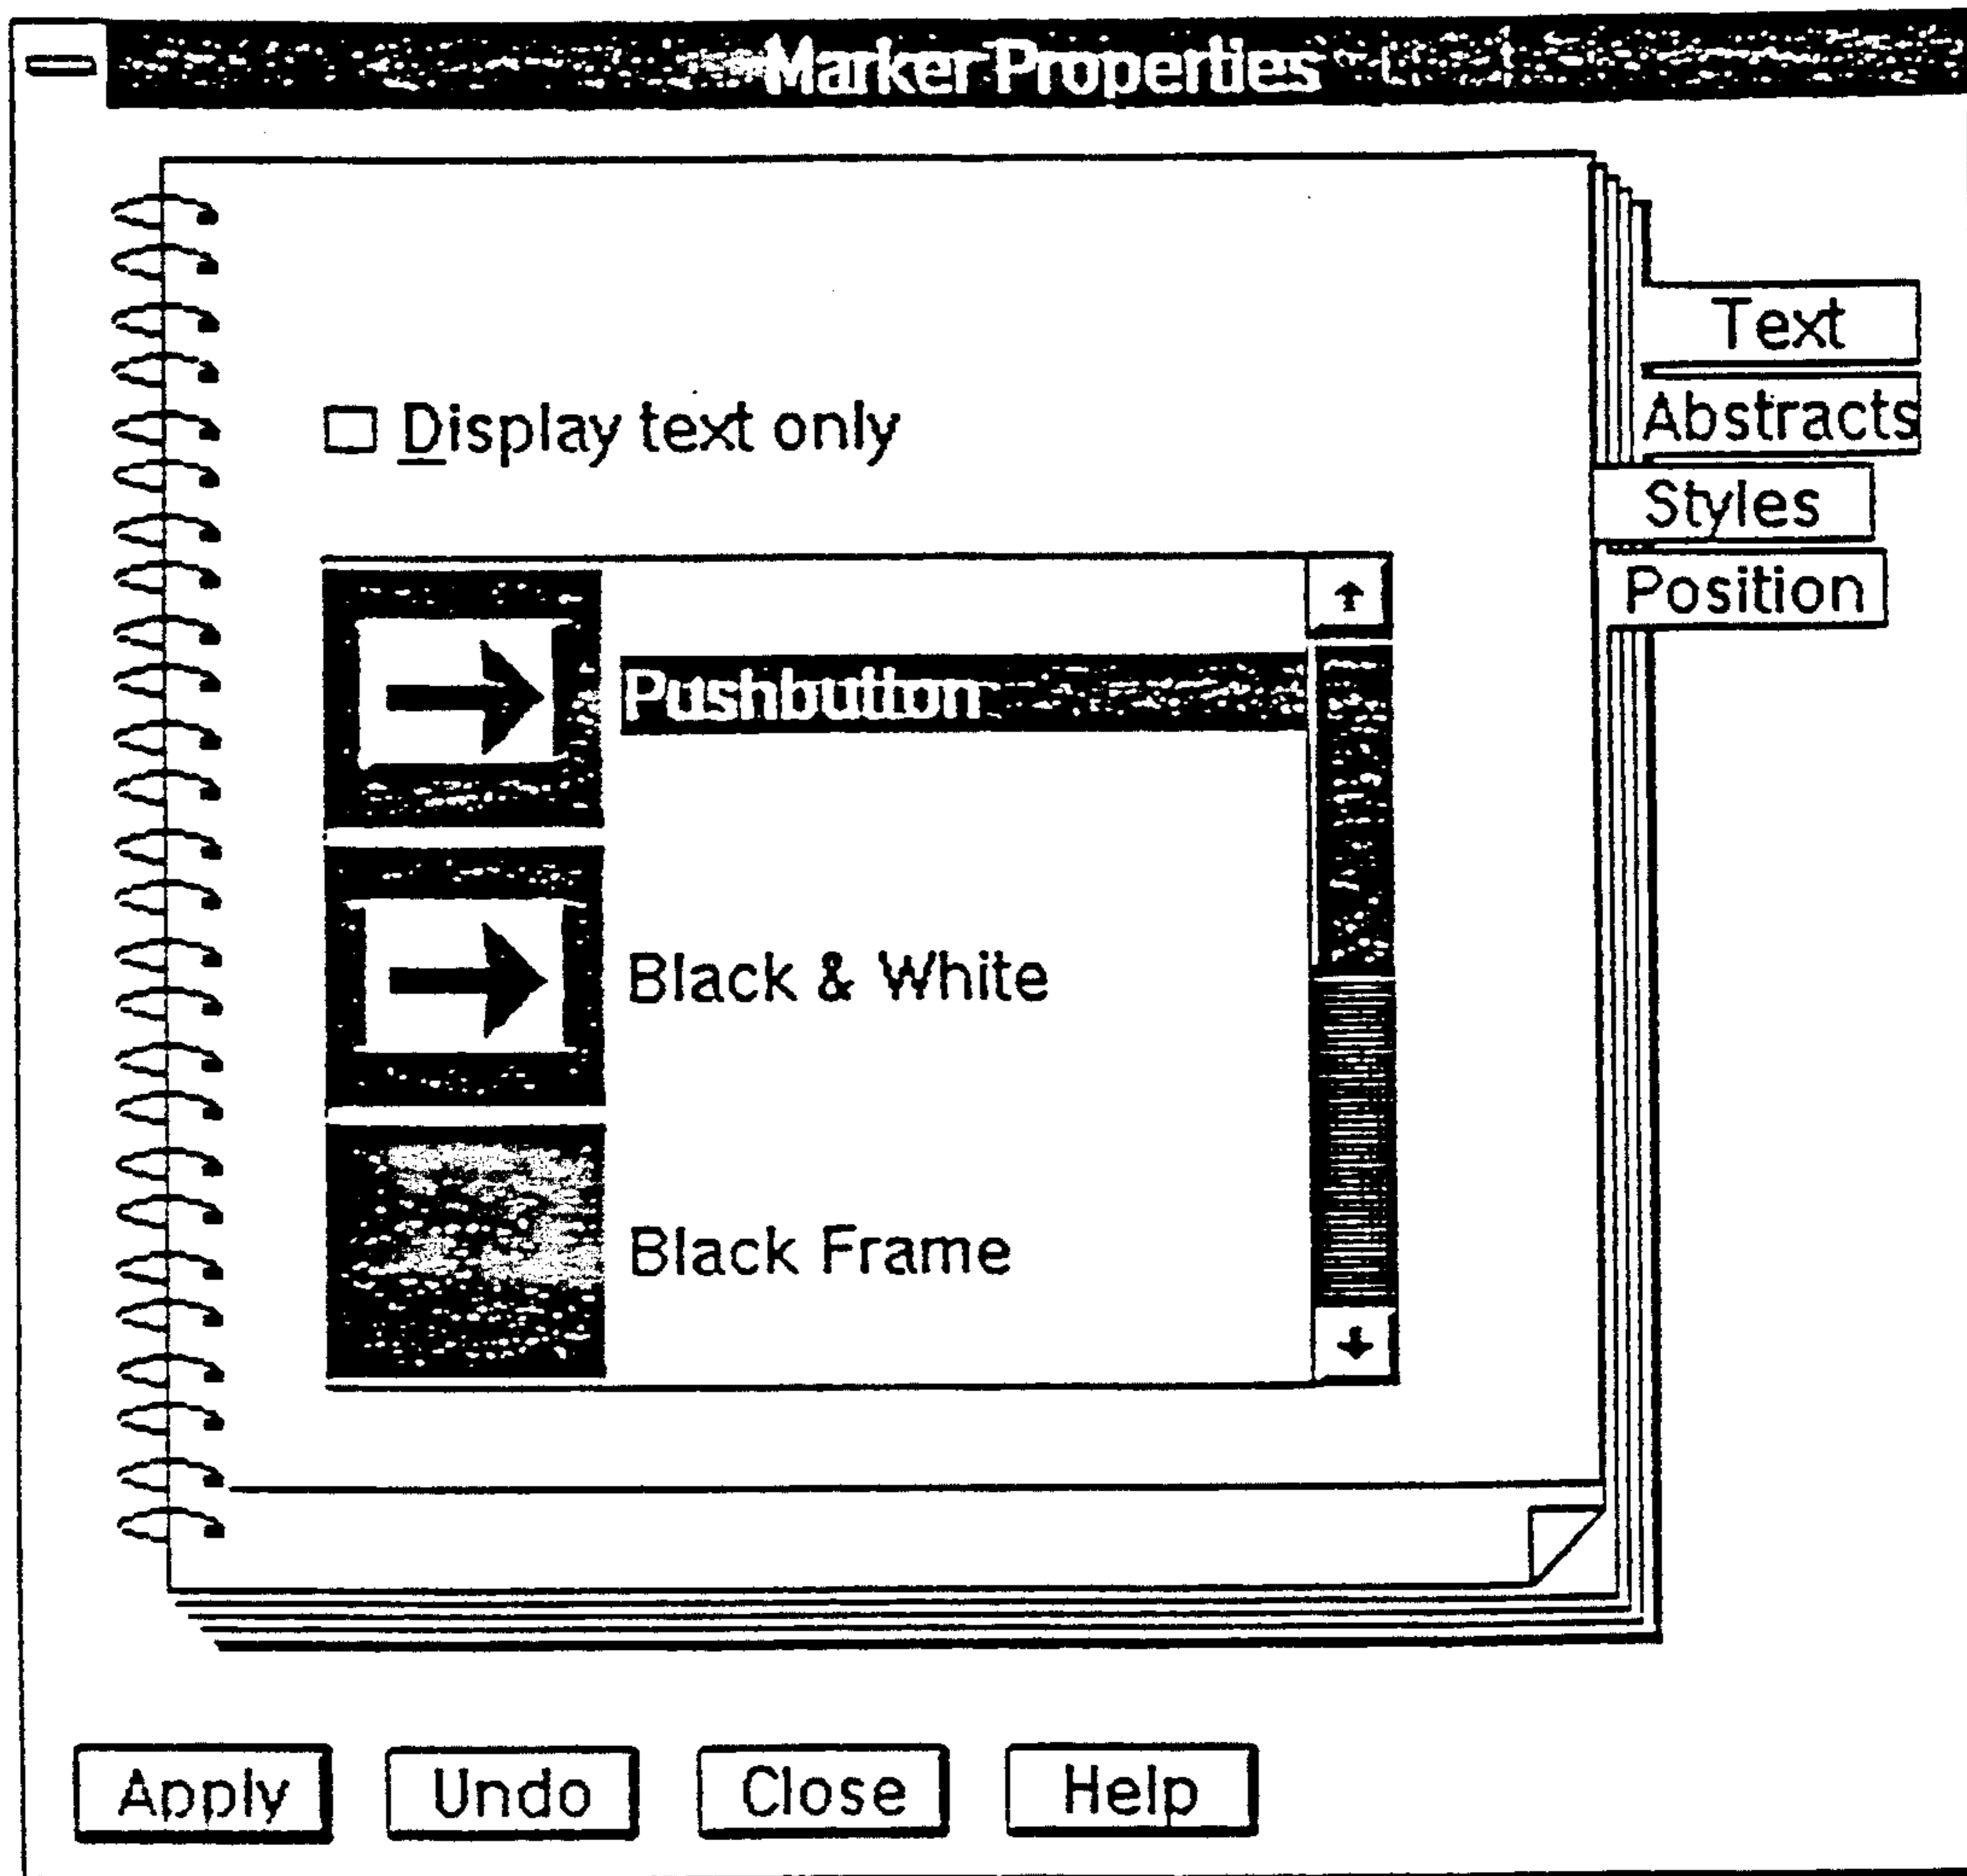 Marker Properties
Text
Abstracts
Display text only
Styles
Position
Pushbutton
Black & White
Black Frame
Apply
Undo
Close
Help